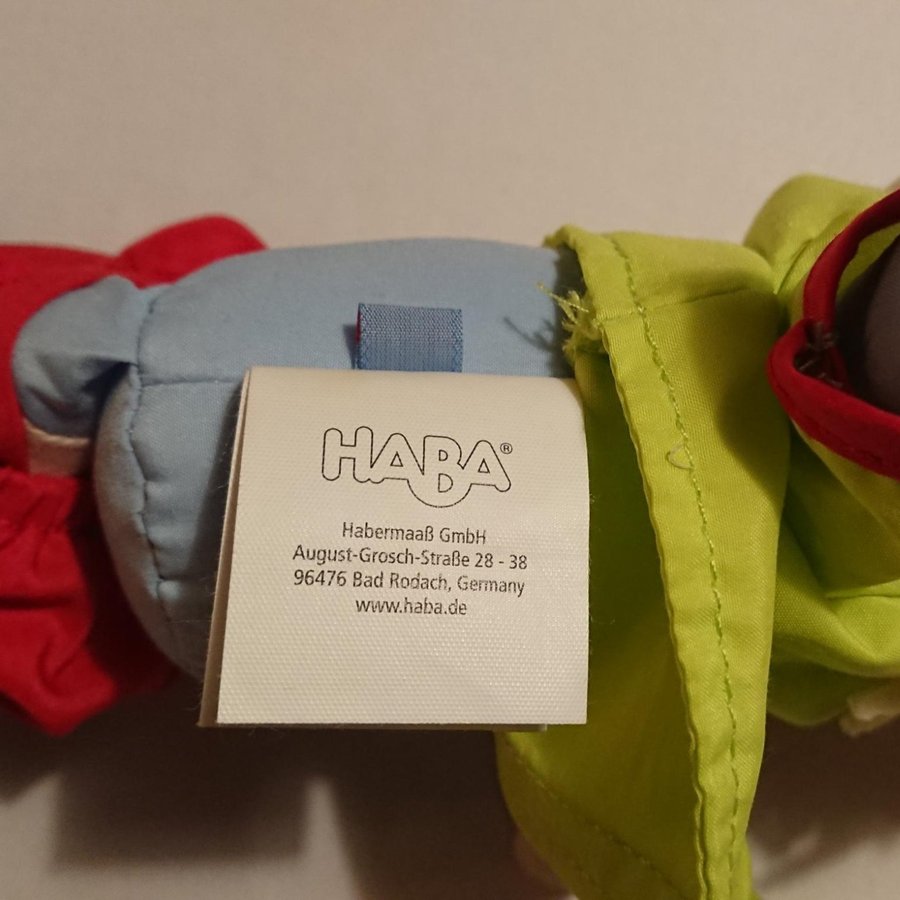 HABA®
Habermaaß GmbH
August-Grosch-Straße 28 - 38
96476 Bad Rodach, Germany
www.haba.de